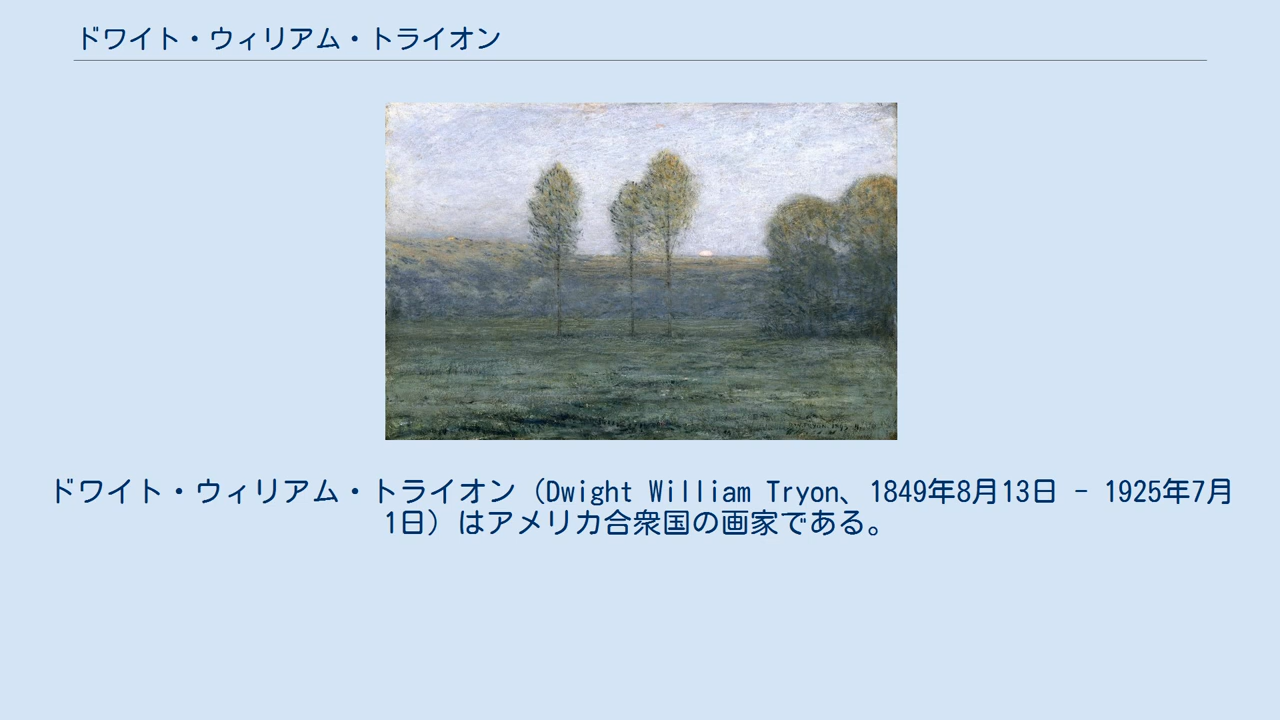 ドワイト・ウィリアム・トライオン
ドワイト・ウィリアム・トライオン（Dwight William Tryon、1849年8月13日 - 1925年7月
1日）はアメリカ合衆国の画家である。